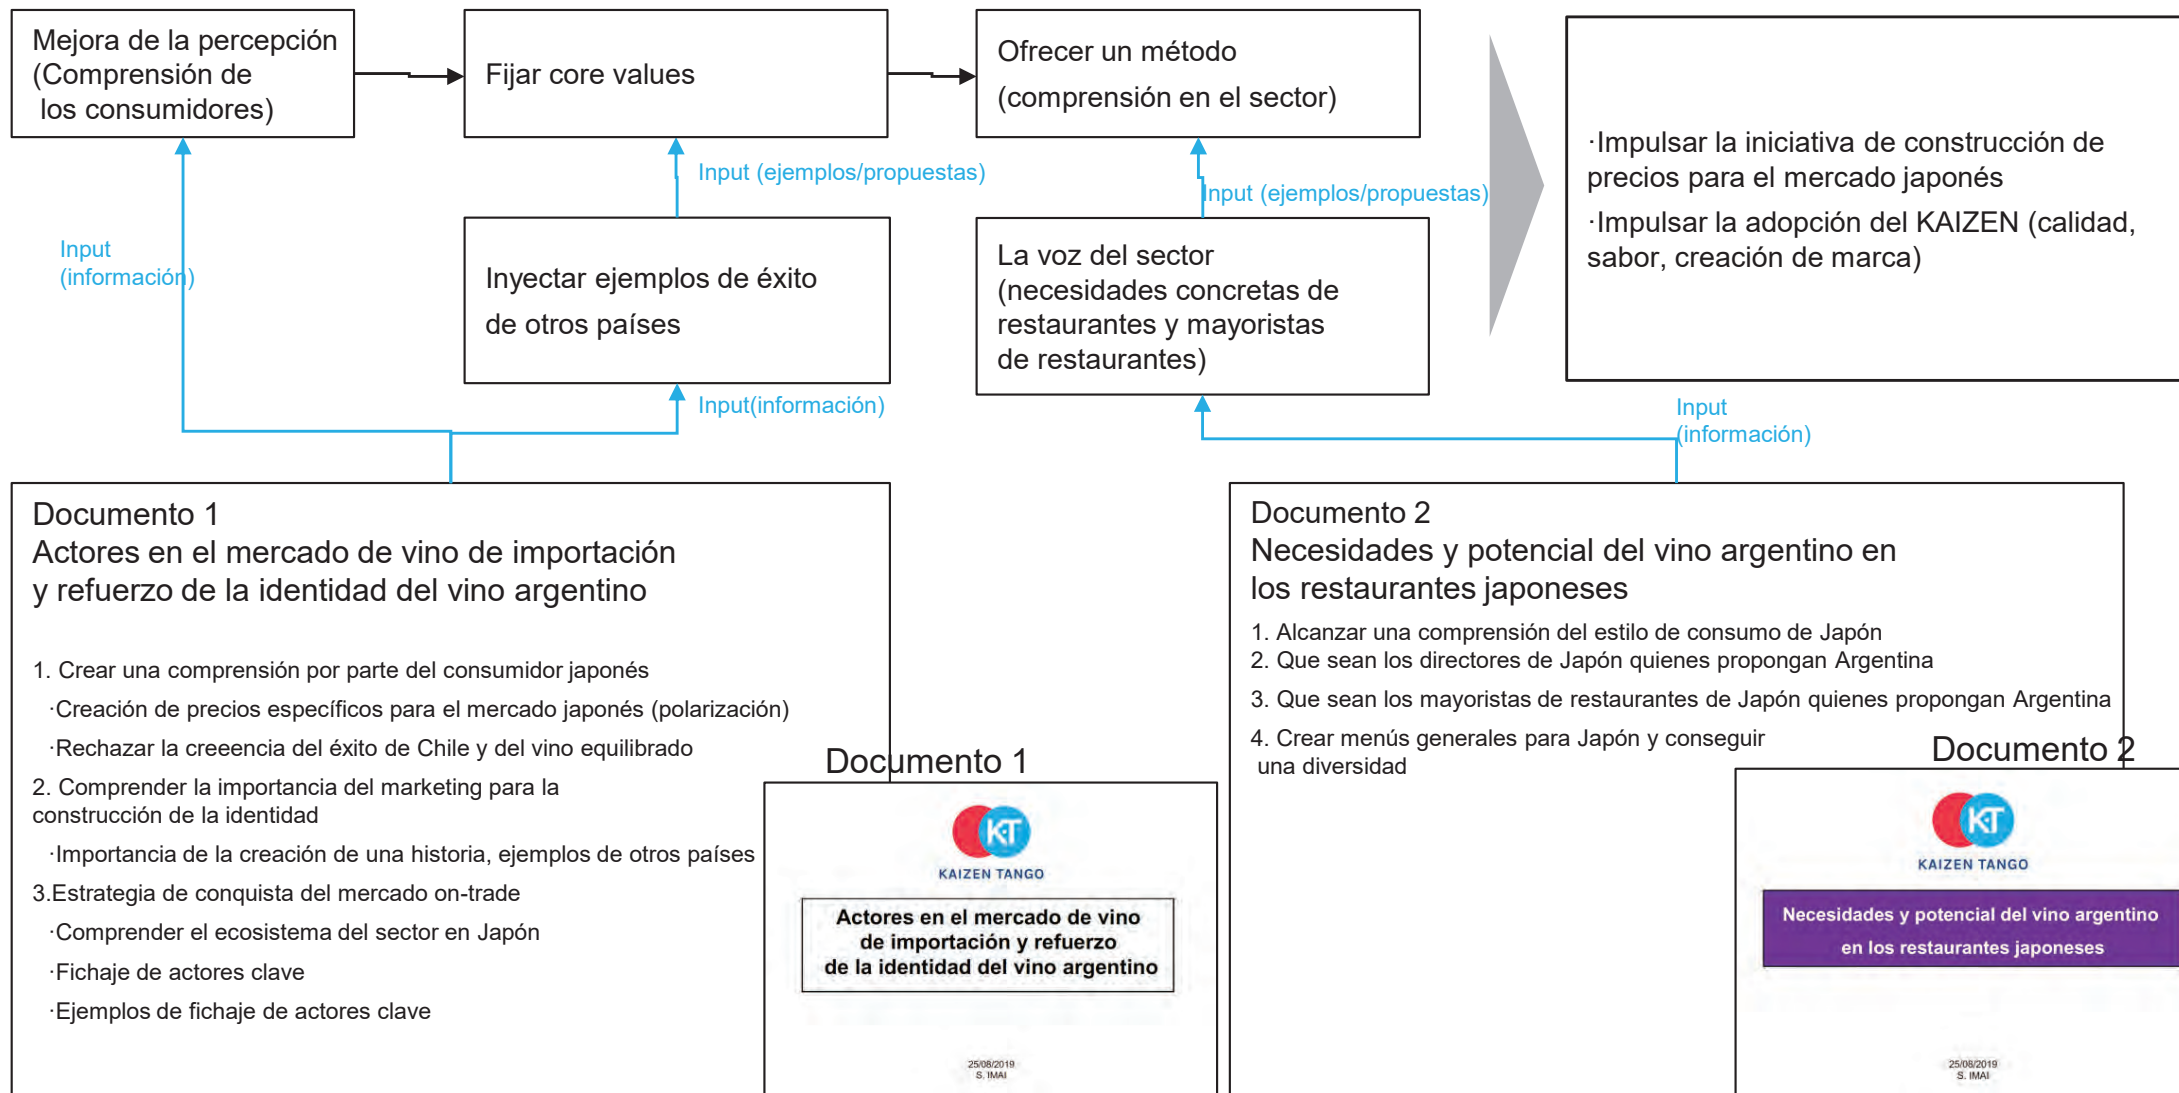 Mejora de la percepción
(Comprensión de
los consumidores)
Fijar core values
Ofrecer un método
(comprensión en el sector)
·Impulsar la iniciativa de construcción de
precios para el mercado japonés
·Impulsar la adopción del KAIZEN (calidad,
sabor, creación de marca)
Input (ejemplos/propuestas)
Input (ejemplos/propuestas)
Input
(información)
Inyectar ejemplos de éxito
de otros países
La voz del sector
(necesidades concretas de
restaurantes y mayoristas
de restaurantes)
Input(información)
Input
(información)
Documento 1
Actores en el mercado de vino de importación
y refuerzo de la identidad del vino argentino
1. Crear una comprensión por parte del consumidor japonés
·Creación de precios específicos para el mercado japonés (polarización)
·Rechazar la creeencia del éxito de Chile y del vino equilibrado
2. Comprender la importancia del marketing para la
construcción de la identidad
·Importancia de la creación de una historia, ejemplos de otros países
3.Estrategia de conquista del mercado on-trade
·Comprender el ecosistema del sector en Japón
·Fichaje de actores clave
·Ejemplos de fichaje de actores clave
Documento 1
KT
KAIZEN TANGO
Actores en el mercado de vino
de importación y refuerzo
de la identidad del vino argentino
25/08/2019
S. IMAI
Documento 2
Necesidades y potencial del vino argentino en
los restaurantes japoneses
1. Alcanzar una comprensión del estilo de consumo de Japón
2. Que sean los directores de Japón quienes propongan Argentina
3. Que sean los mayoristas de restaurantes de Japón quienes propongan Argentina
4. Crear menús generales para Japón y conseguir
una diversidad
Documento 2
KT
KAIZEN TANGO
Necesidades y potencial del vino argentino
en los restaurantes japoneses
25/08/2019
S. IMAI